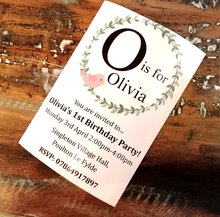 O is for
Olivia
You are invited to...
Olivia's 1st Birthday Party!
Monday 3rd April 2:00pm-4:00pm
Singleton Village Hall,
Poulton Le Fylde
RSVP: 07864917897